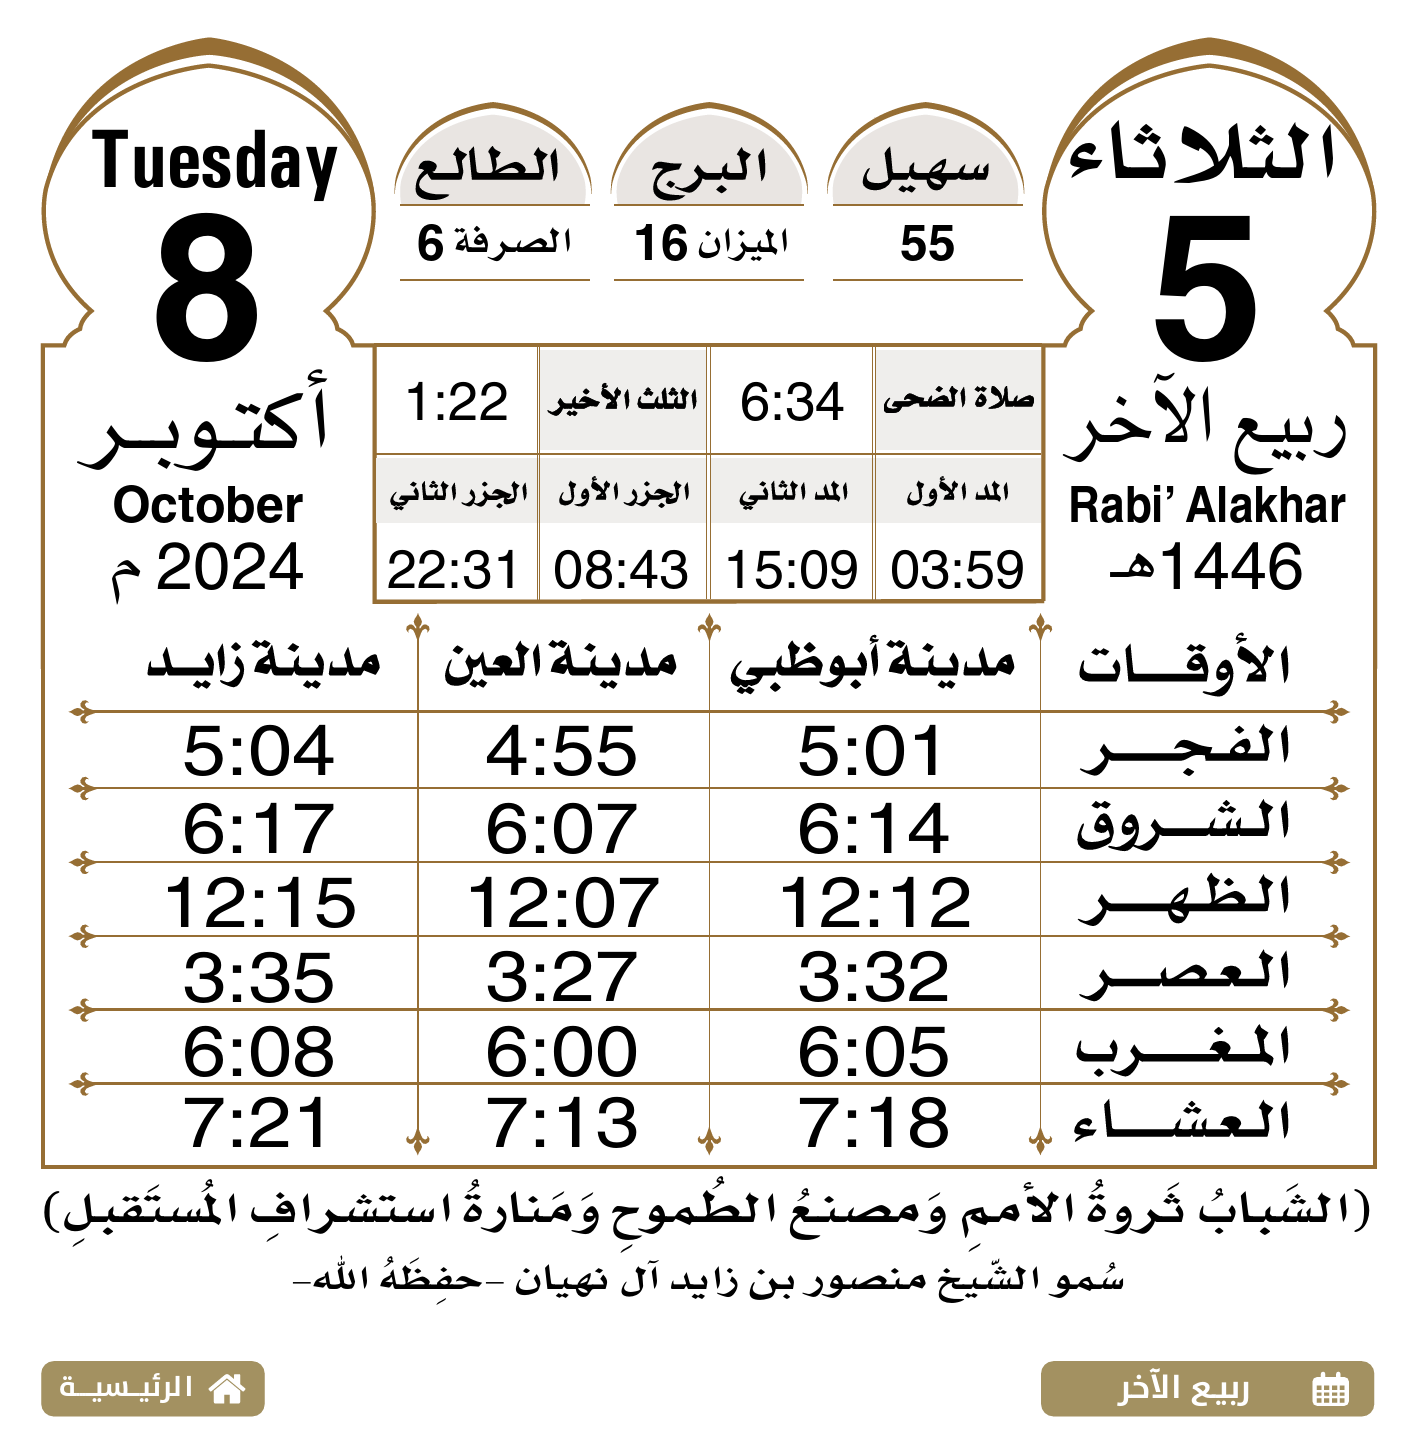 الثلاثاء
5
ربيع الآخر
Rabi’ Alakhar
1446هـ
سهيل
55
البرج
الميزان 16
الطالع
الصرفة 6
Tuesday
8
أكتوبر
October
2024 م
صلاة الضحى 6:34 الثلث الأخير 1:22
المد الأول المد الثاني الجزر الأول الجزر الثاني
03:59 15:09 08:43 22:31
الأوقات مدينة أبوظبي مدينة العين مدينة زايد
الفجر 5:01 4:55 5:04
الشروق 6:14 6:07 6:17
الظهر 12:12 12:07 12:15
العصر 3:32 3:27 3:35
المغرب 6:05 6:00 6:08
العشاء 7:18 7:13 7:21
(الشَبابُ ثَروةُ الأممِ وَمصنعُ الطُموحِ وَمَنارةُ استشرافِ المُستَقبلِ)
سُمو الشّيخ منصور بن زايد آل نهيان –حفِظَهُ الله–
ربيع الآخر
الرئيسية